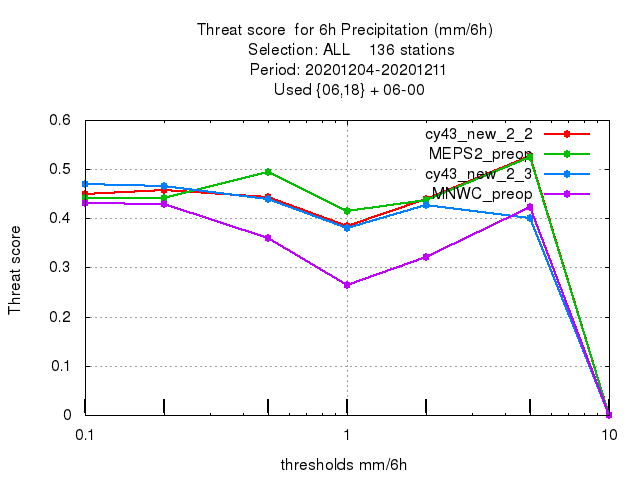 Threat score  for 6h Precipitation (mm/6h)
Selection: ALL    136 stations
Period: 20201204-20201211
Used {06,18} + 06-00
cy43_new_2_2
MEPS2_preop
cy43_new_2_3
MNWC_preop
0.6
0.5
0.4
0.3
0.2
0.1
0
Threat score
0.1 1 10
thresholds mm/6h